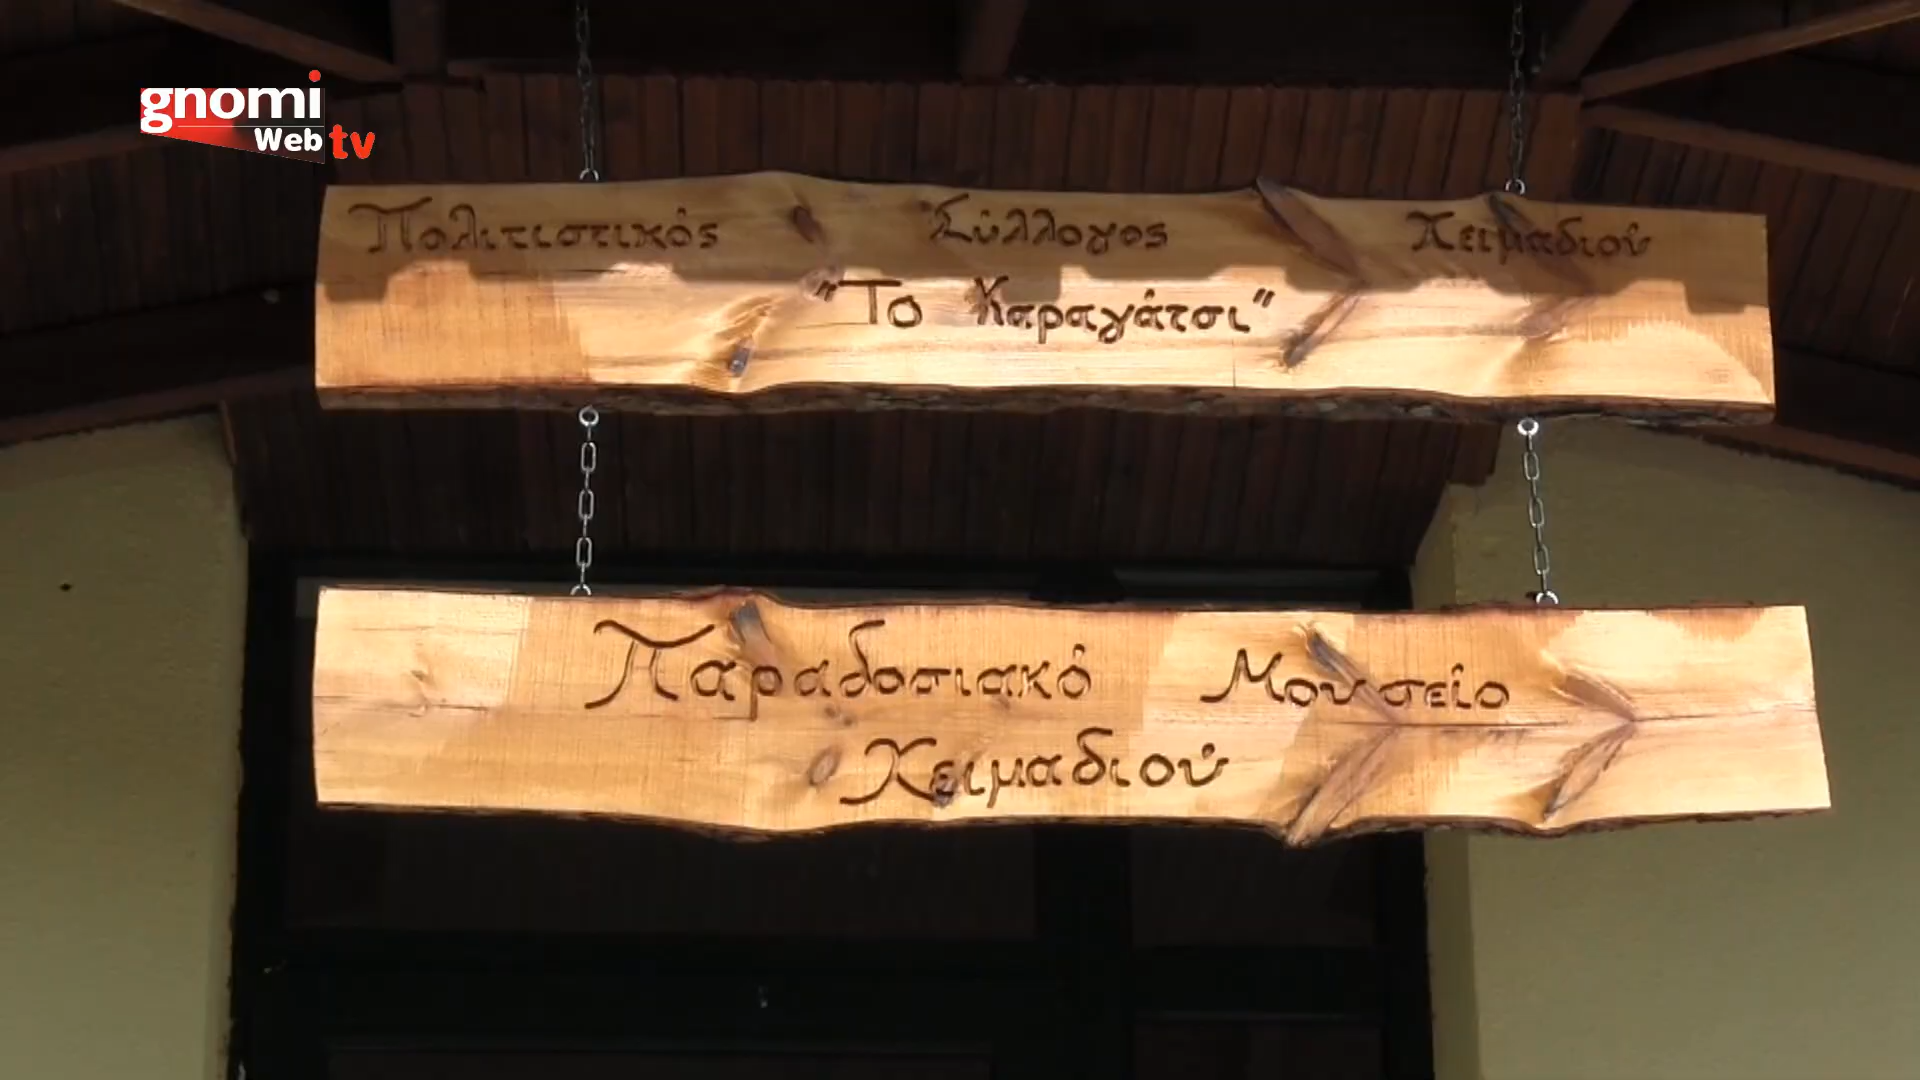 gnomi
Web tv
Πολιτιστικός Σύλλογος Χειμαδιού
"Το Καραγάτσι"
Παραδοσιακό Μουσείο
Χειμαδιού